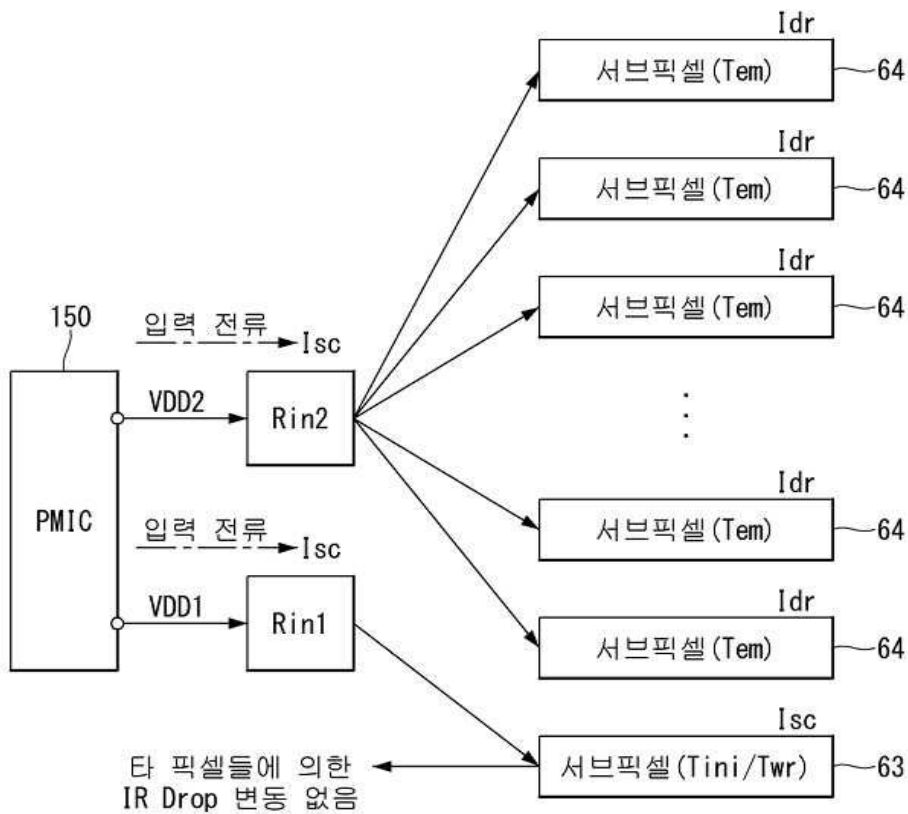 Idr
서브픽셀(Tem)
64
Idr
서브픽셀(Tem)
64
Idr
서브픽셀(Tem)
64
150
입력 전류
Isc
VDD2
Rin2
PMIC
Idr
서브픽셀(Tem)
64
입력 전류
Isc
VDD1
Rin1
Idr
서브픽셀(Tem)
64
Isc
서브픽셀(Tini/Twr)
63
타 픽셀들에 의한
IR Drop 변동 없음